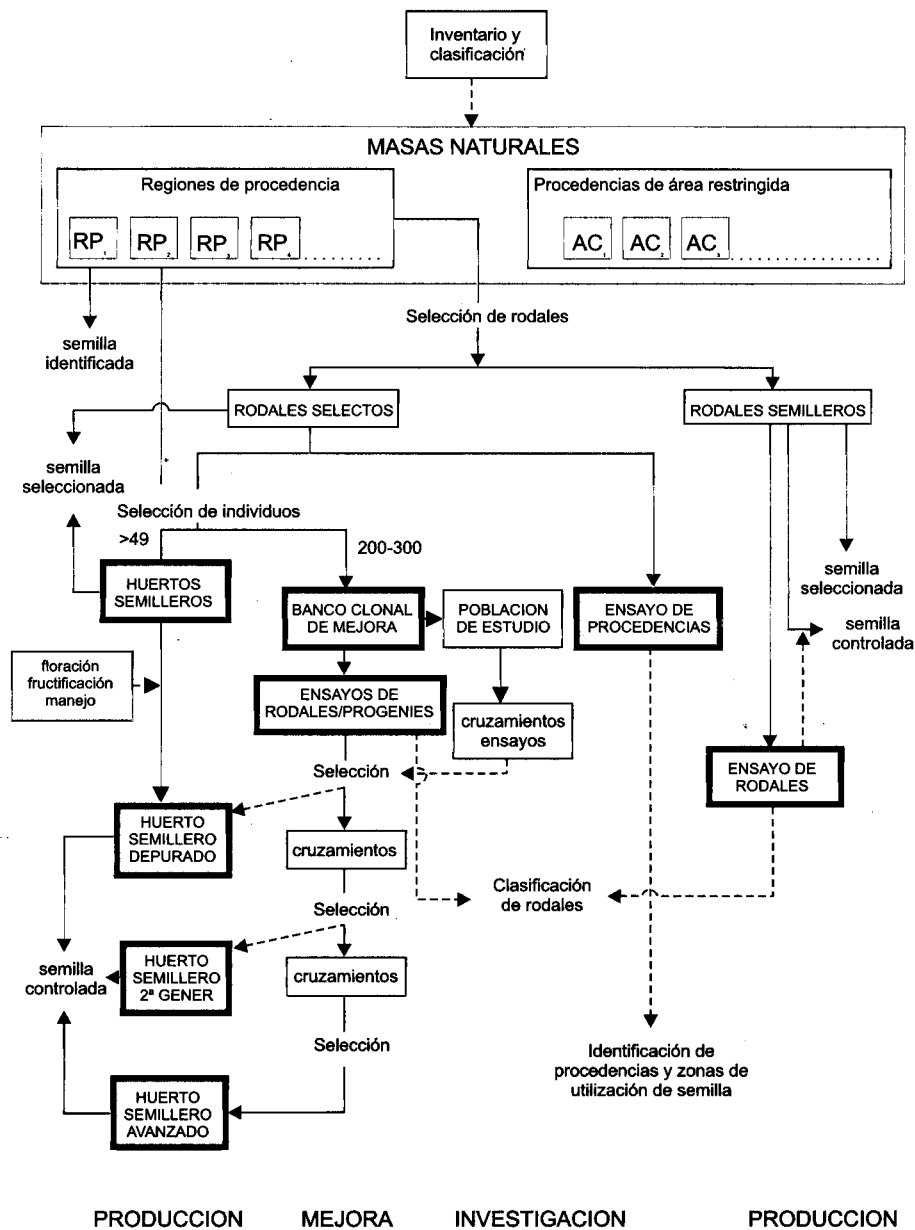 Inventario y
clasificación
MASAS NATURALES
Regiones de procedencia
RP1 RP2 RP3 RP4 ..........
Procedencias de área restringida
AC1 AC2 AC3 ................
semilla
identificada
Selección de rodales
RODALES SELECTOS
RODALES SEMILLEROS
semilla
seleccionada
Selección de individuos
>49
200-300
HUERTOS
SEMILLEROS
BANCO CLONAL
DE MEJORA
POBLACION
DE ESTUDIO
ENSAYO DE
PROCEDENCIAS
semilla
seleccionada
semilla
controlada
floración
fructificación
manejo
ENSAYOS DE
RODALES/PROGENIES
cruzamientos
ensayos
Selección
ENSAYO DE
RODALES
HUERTO
SEMILLERO
DEPURADO
cruzamientos
Clasificación
de rodales
Selección
semilla
controlada
HUERTO
SEMILLERO
2ª GENER
cruzamientos
Selección
Identificación de
procedencias y zonas de
utilización de semilla
HUERTO
SEMILLERO
AVANZADO
PRODUCCION MEJORA INVESTIGACION PRODUCCION